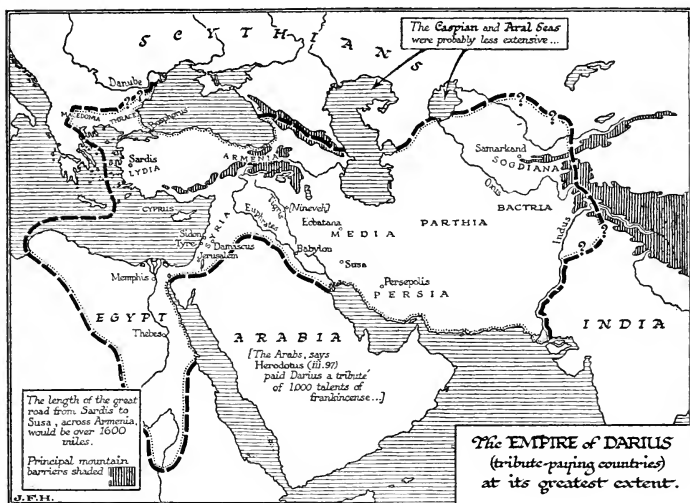 SCYTHIANS
The Caspian and Aral Seas
were probably less extensive...
Danube
MACEDONIA
THRACE
Bosphorus
Sardis
LYDIA
ARMENIA
Samarkand
SOGDIANA
Oxus
BACTRIA
CYPRUS
SYRIA
Tigris
[Nineveh]
Euphrates
Ecbatana
MEDIA
PARTHIA
Indus
Sidon
Tyre
Damascus
Jerusalem
Babylon
Susa
Memphis
Persepolis
PERSIA
EGYPT
Thebes
ARABIA
INDIA
[The Arabs, says
Herodotus (III.97)
paid Darius a tribute
of 1,000 talents of
frankincense...]
The length of the great
road from Sardis to
Susa, across Armenia,
would be over 1600
miles.
Principal mountain
barriers shaded
J.F.H.
The EMPIRE of DARIUS
(tribute-paying countries)
at its greatest extent.
? ? ?
?
?
?
?